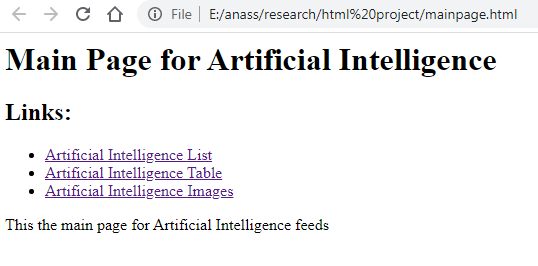 File | E:/anass/research/html%20project/mainpage.html
Main Page for Artificial Intelligence
Links:
• Artificial Intelligence List
• Artificial Intelligence Table
• Artificial Intelligence Images
This the main page for Artificial Intelligence feeds